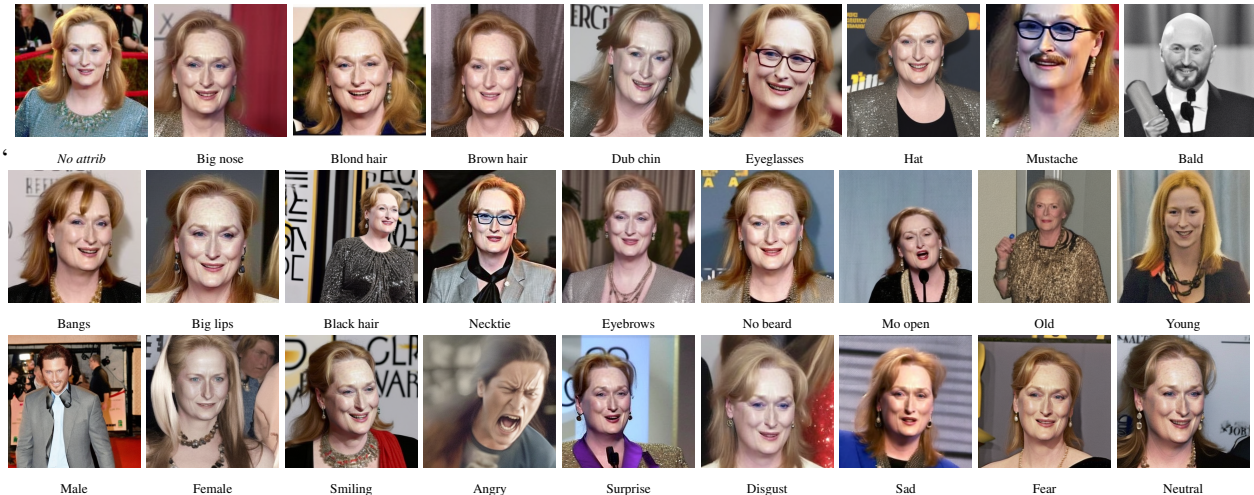 No attrib Big nose Blond hair Brown hair Dub chin Eyeglasses Hat Mustache Bald
Bangs Big lips Black hair Necktie Eyebrows No beard Mo open Old Young
Male Female Smiling Angry Surprise Disgust Sad Fear Neutral